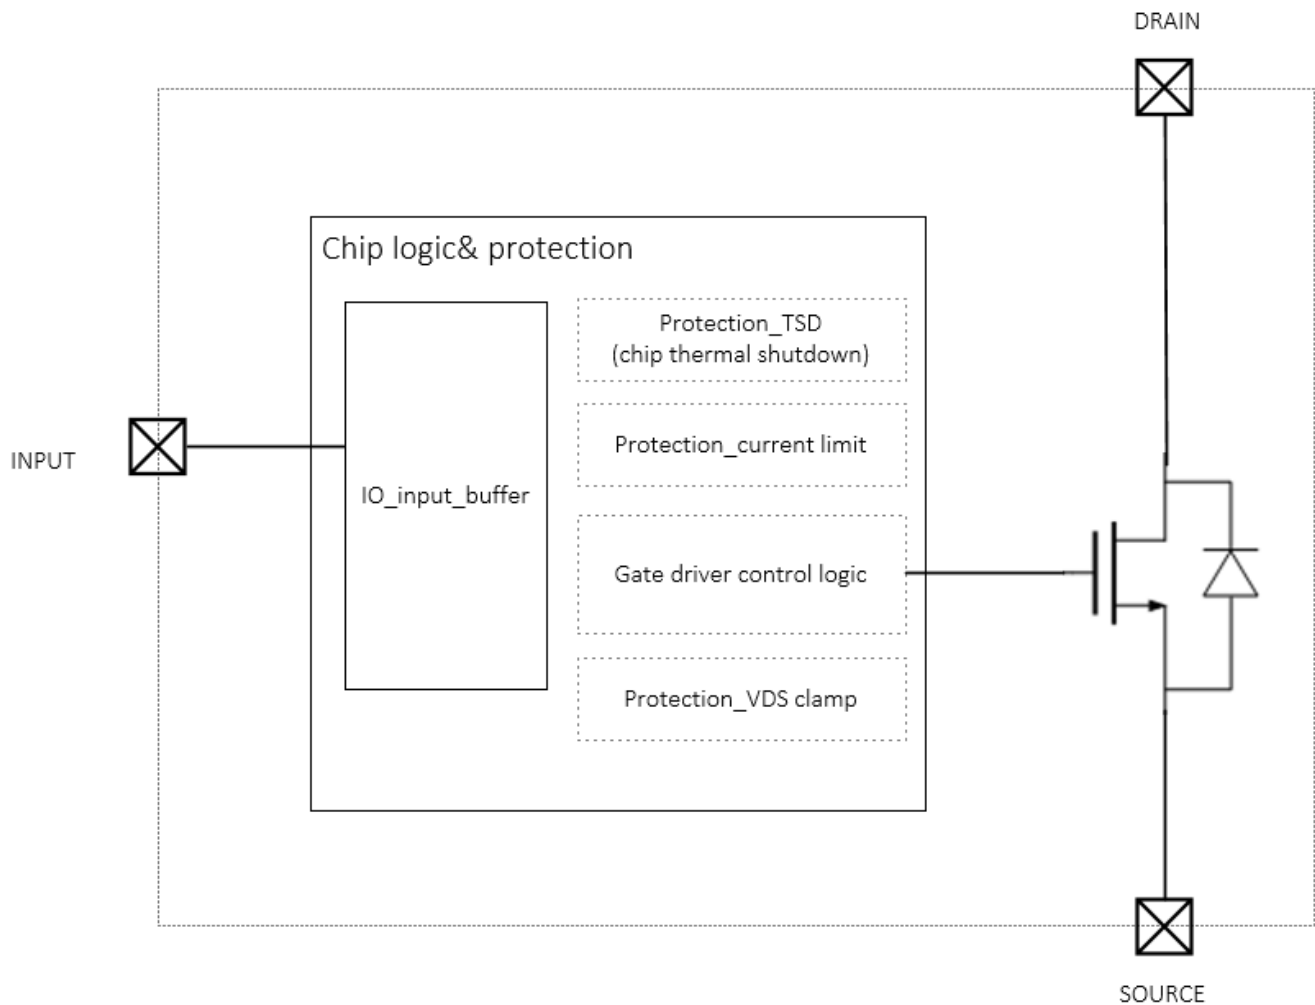 DRAIN
Chip logic& protection
Protection_TSD
(chip thermal shutdown)
Protection_current limit
INPUT
IO_input_buffer
Gate driver control logic
Protection_VDS clamp
SOURCE